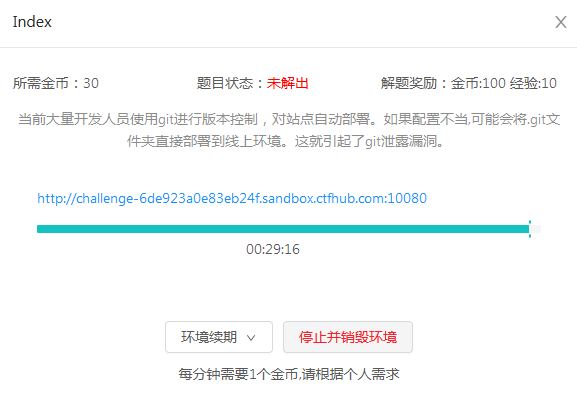 Index
所需金币：30 题目状态：未解出 解题奖励：金币:100 经验:10
当前大量开发人员使用git进行版本控制，对站点自动部署。如果配置不当,可能会将.git文
件夹直接部署到线上环境。这就引起了git泄露漏洞。
http://challenge-6de923a0e83eb24f.sandbox.ctfhub.com:10080
00:29:16
环境续期 停止并销毁环境
每分钟需要1个金币,请根据个人需求